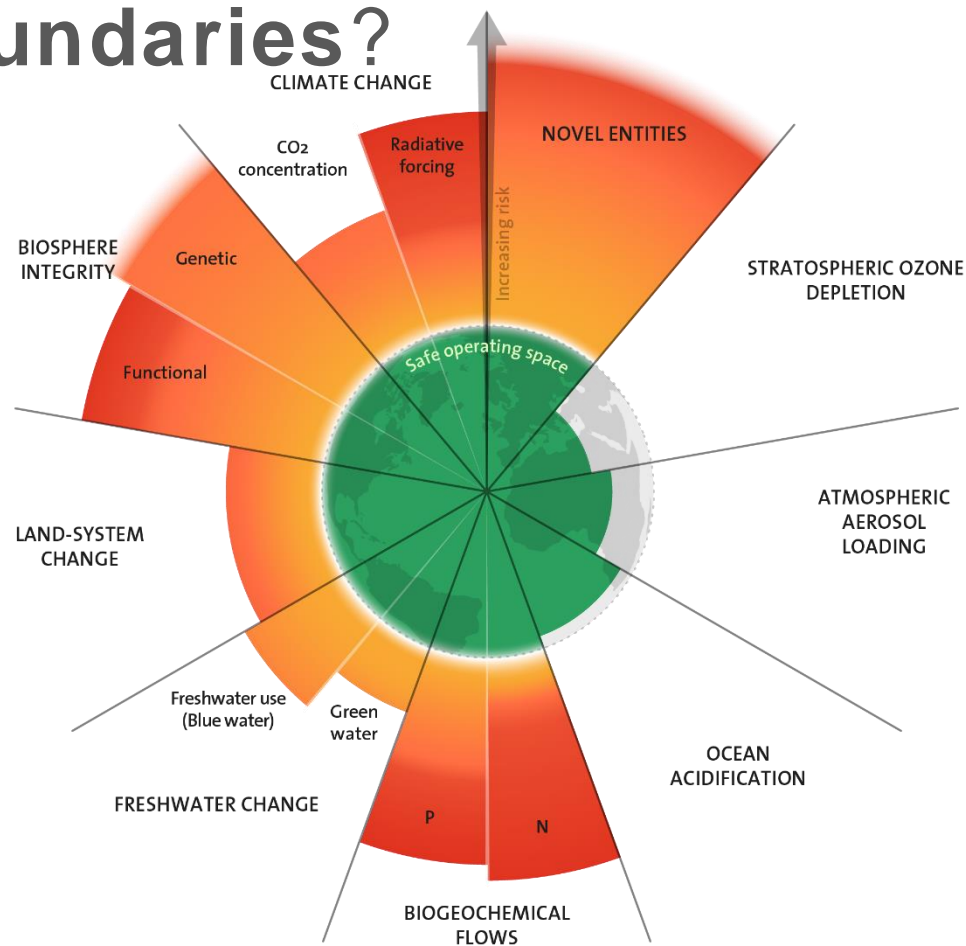 undaries?
CLIMATE CHANGE
CO2
concentration
Radiative
forcing
NOVEL ENTITIES
Increasing risk
BIOSPHERE
INTEGRITY
Genetic
Functional
STRATOSPHERIC OZONE
DEPLETION
Safe operating space
ATMOSPHERIC
AEROSOL
LOADING
LAND-SYSTEM
CHANGE
Freshwater use
(Blue water)
Green
water
OCEAN
ACIDIFICATION
FRESHWATER CHANGE
P
N
BIOGEOCHEMICAL
FLOWS